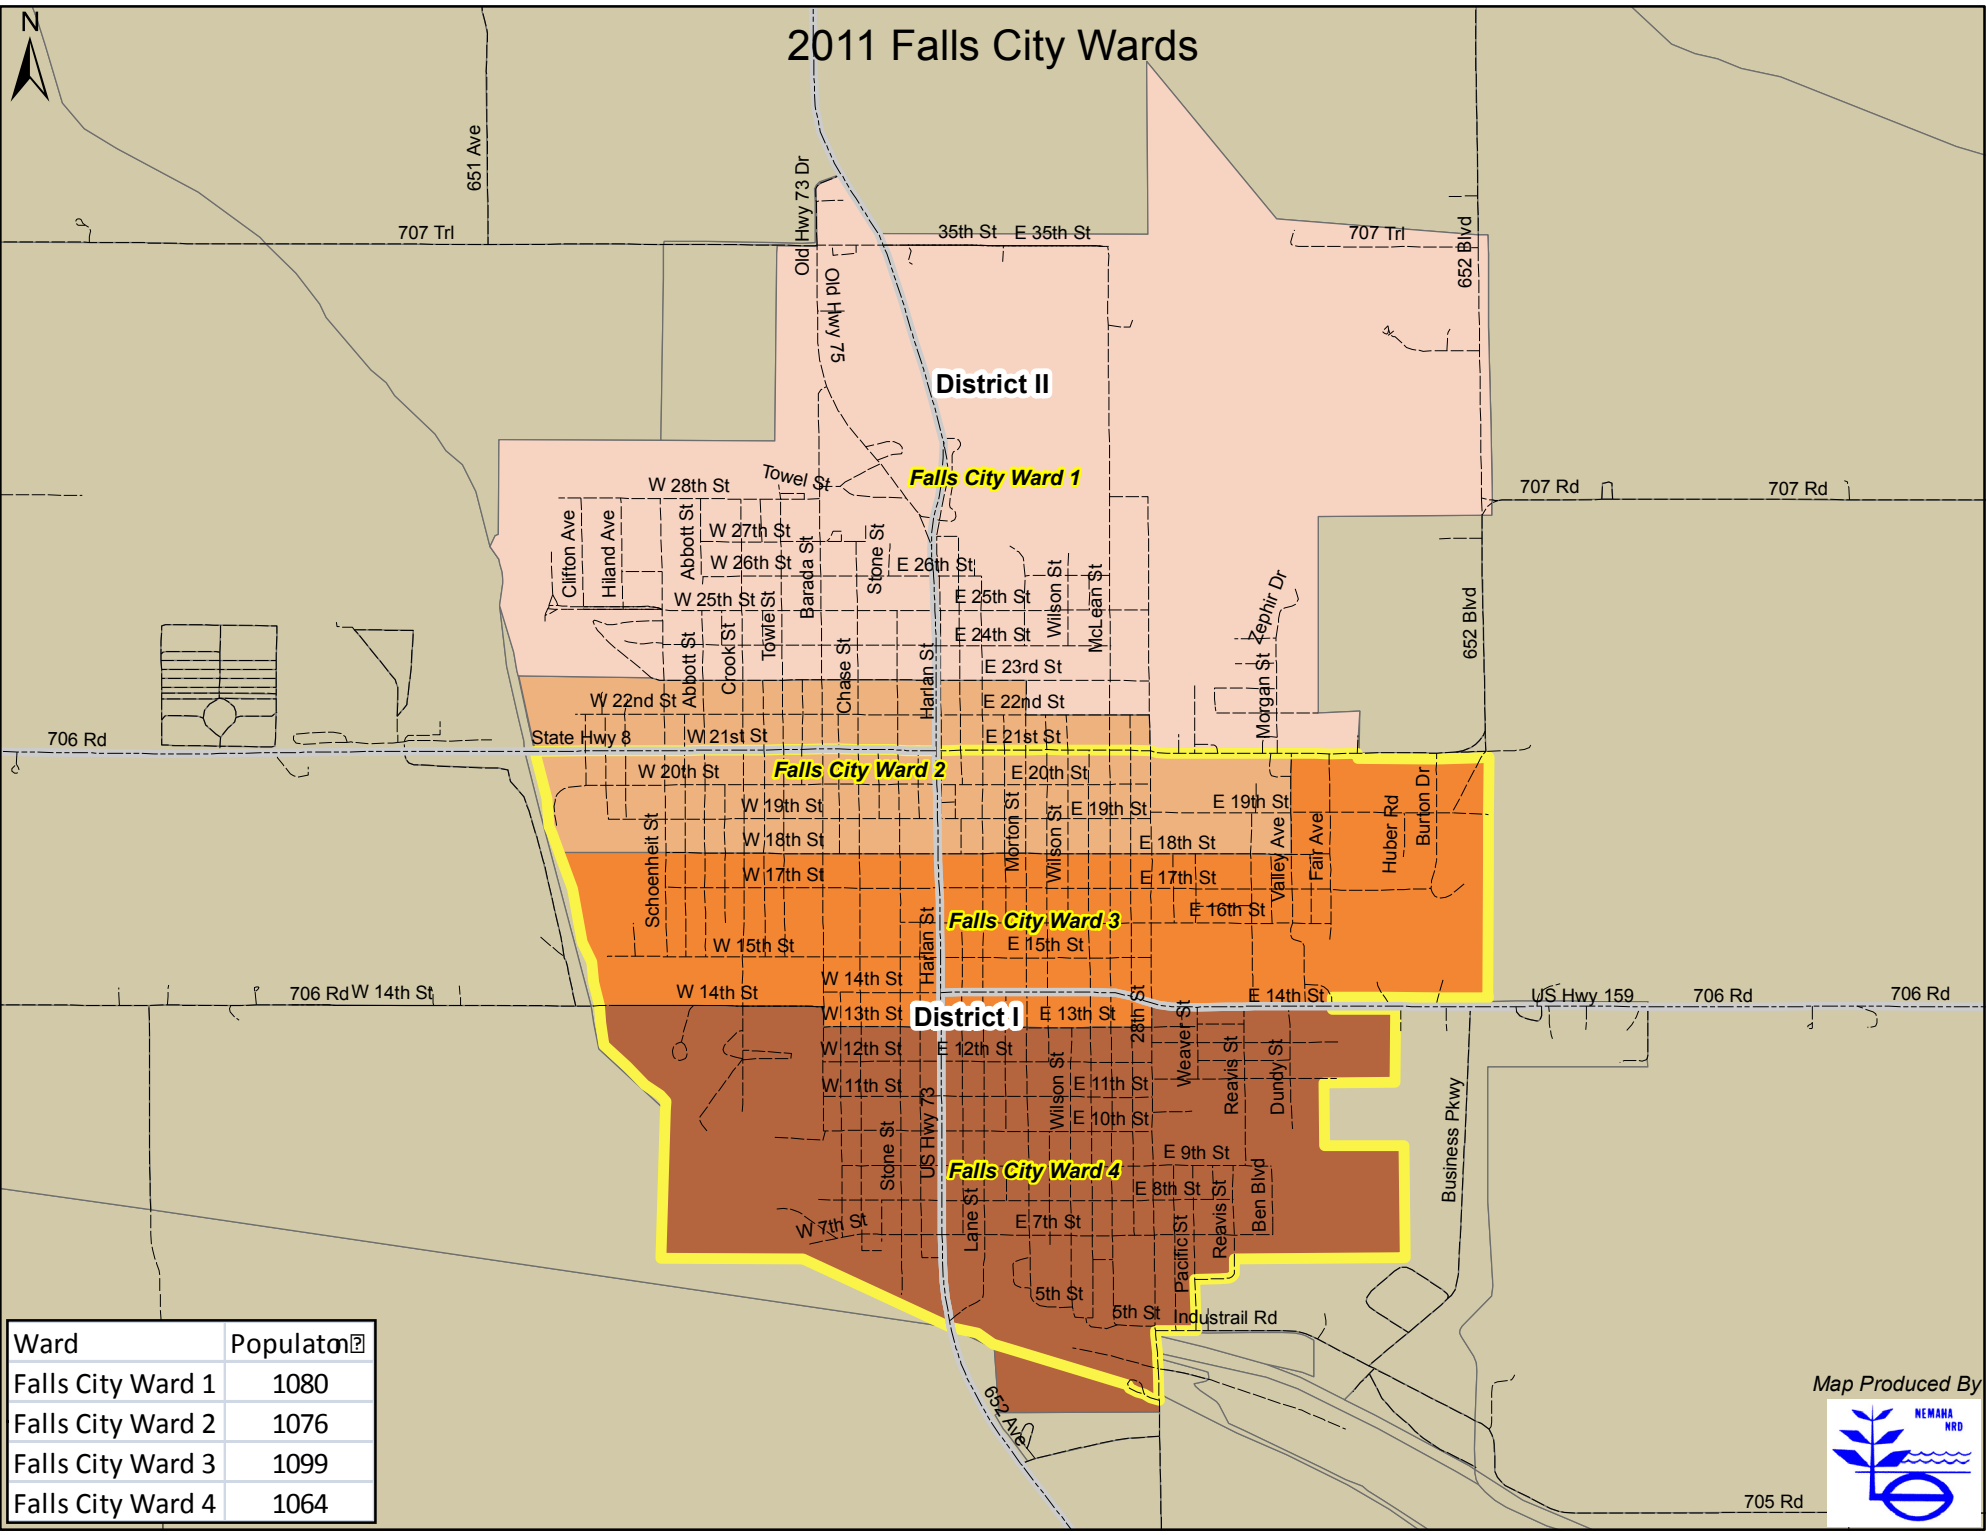 N
2011 Falls City Wards
651 Ave
Old Hwy 73 Dr
707 Trl
35th St
E 35th St
707 Trl
652 Blvd
Old Hwy 75
District II
Falls City Ward 1
W 28th St
Towel St
707 Rd
707 Rd
Clifton Ave
Hiland Ave
Abbott St
W 27th St
W 26th St
Barada St
Stone St
E 26th St
Wilson St
McLean St
W 25th St
Towle St
E 25th St
E 24th St
Zephir Dr
652 Blvd
Abbott St
Crook St
Chase St
Harlan St
E 23rd St
Morgan St
W 22nd St
E 22nd St
706 Rd
State Hwy 8
W 21st St
E 21st St
W 20th St
Falls City Ward 2
E 20th St
W 19th St
Morton St
Wilson St
E 19th St
E 19th St
Valley Ave
Fair Ave
Huber Rd
Burton Dr
Schoenheit St
W 18th St
E 18th St
W 17th St
E 17th St
E 16th St
Harlan St
Falls City Ward 3
W 15th St
E 15th St
706 Rd
W 14th St
W 14th St
W 14th St
28th St
E 14th St
US Hwy 159
706 Rd
706 Rd
W 13th St
District I
E 13th St
Weaver St
W 12th St
E 12th St
Reavis St
Dundy St
W 11th St
US Hwy 73
Wilson St
E 11th St
E 10th St
Business Pkwy
Stone St
E 9th St
Falls City Ward 4
E 8th St
Reavis St
Ben Blvd
W 7th St
Lane St
E 7th St
Pacific St
5th St
5th St
Industrail Rd
652 Ave
705 Rd
Ward Populaton⍰
Falls City Ward 1 1080
Falls City Ward 2 1076
Falls City Ward 3 1099
Falls City Ward 4 1064
Map Produced By
NEMAHA
NRD